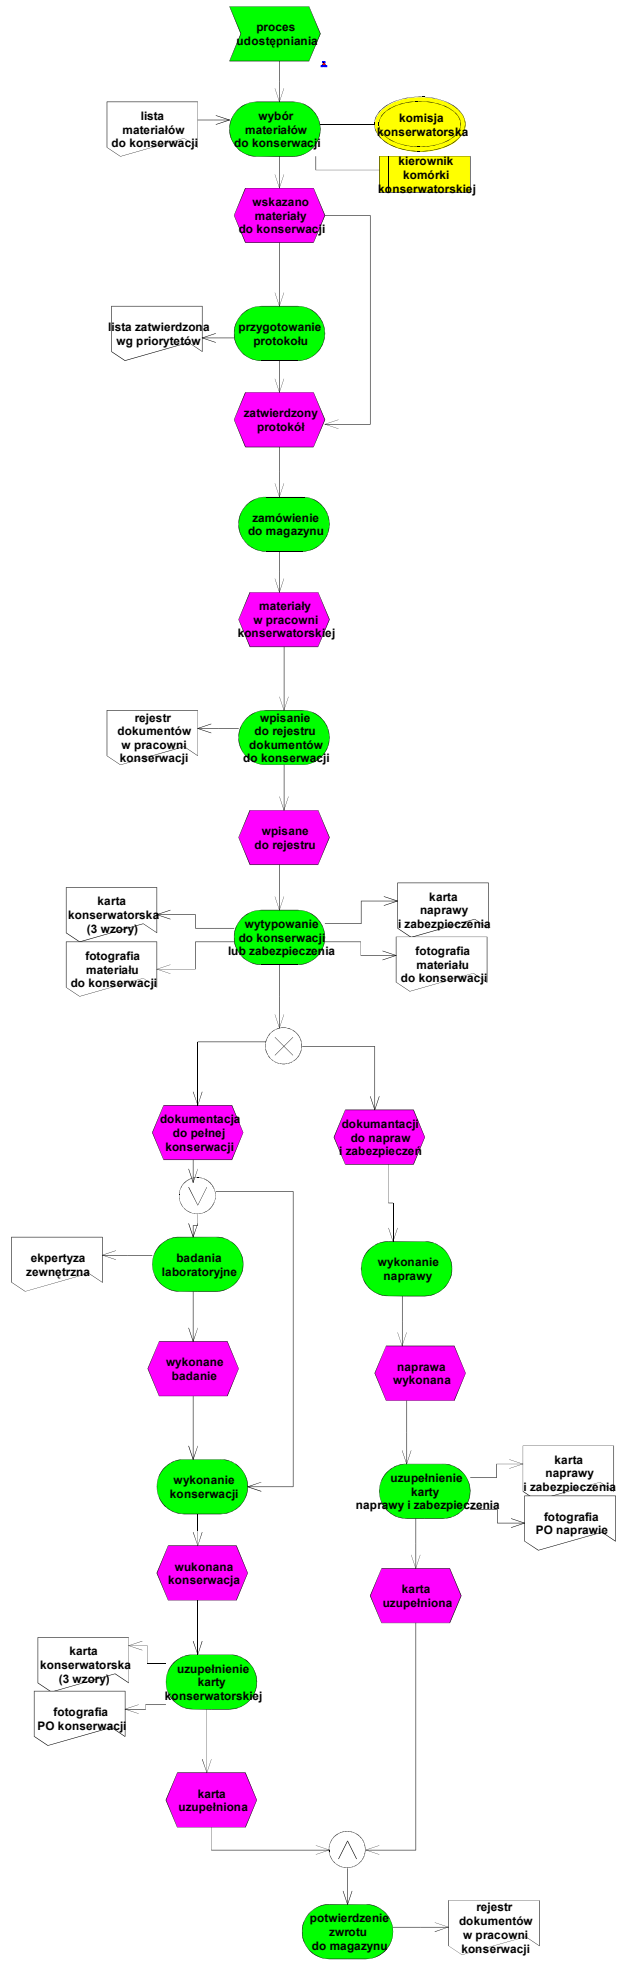 proces
udostępniania
lista
materiałów
do konserwacji
wybór
materiałów
do konserwacji
komisja
konserwatorska
kierownik
komórki
konserwatorskiej
wskazano
materiały
do konserwacji
lista zatwierdzona
wg priorytetów
przygotowanie
protokołu
zatwierdzony
protokół
zamówienie
do magazynu
materiały
w pracowni
konserwatorskiej
rejestr
dokumentów
w pracowni
konserwacji
wpisanie
do rejestru
dokumentów
do konserwacji
wpisane
do rejestru
karta
konserwatorska
(3 wzory)
fotografia
materiału
do konserwacji
wytypowanie
do konserwacji
lub zabezpieczenia
karta
naprawy
i zabezpieczenia
fotografia
materiału
do konserwacji
dokumentacja
do pełnej
konserwacji
dokumantacji
do napraw
i zabezpieczeń
ekpertyza
zewnętrzna
badania
laboratoryjne
wykonanie
naprawy
wykonane
badanie
naprawa
wykonana
wykonanie
konserwacji
uzupełnienie
karty
naprawy i zabezpieczenia
karta
naprawy
i zabezpieczenia
fotografia
PO naprawie
wukonana
konserwacja
karta
uzupełniona
karta
konserwatorska
(3 wzory)
fotografia
PO konserwacji
uzupełnienie
karty
konserwatorskiej
karta
uzupełniona
potwierdzenie
zwrotu
do magazynu
rejestr
dokumentów
w pracowni
konserwacji